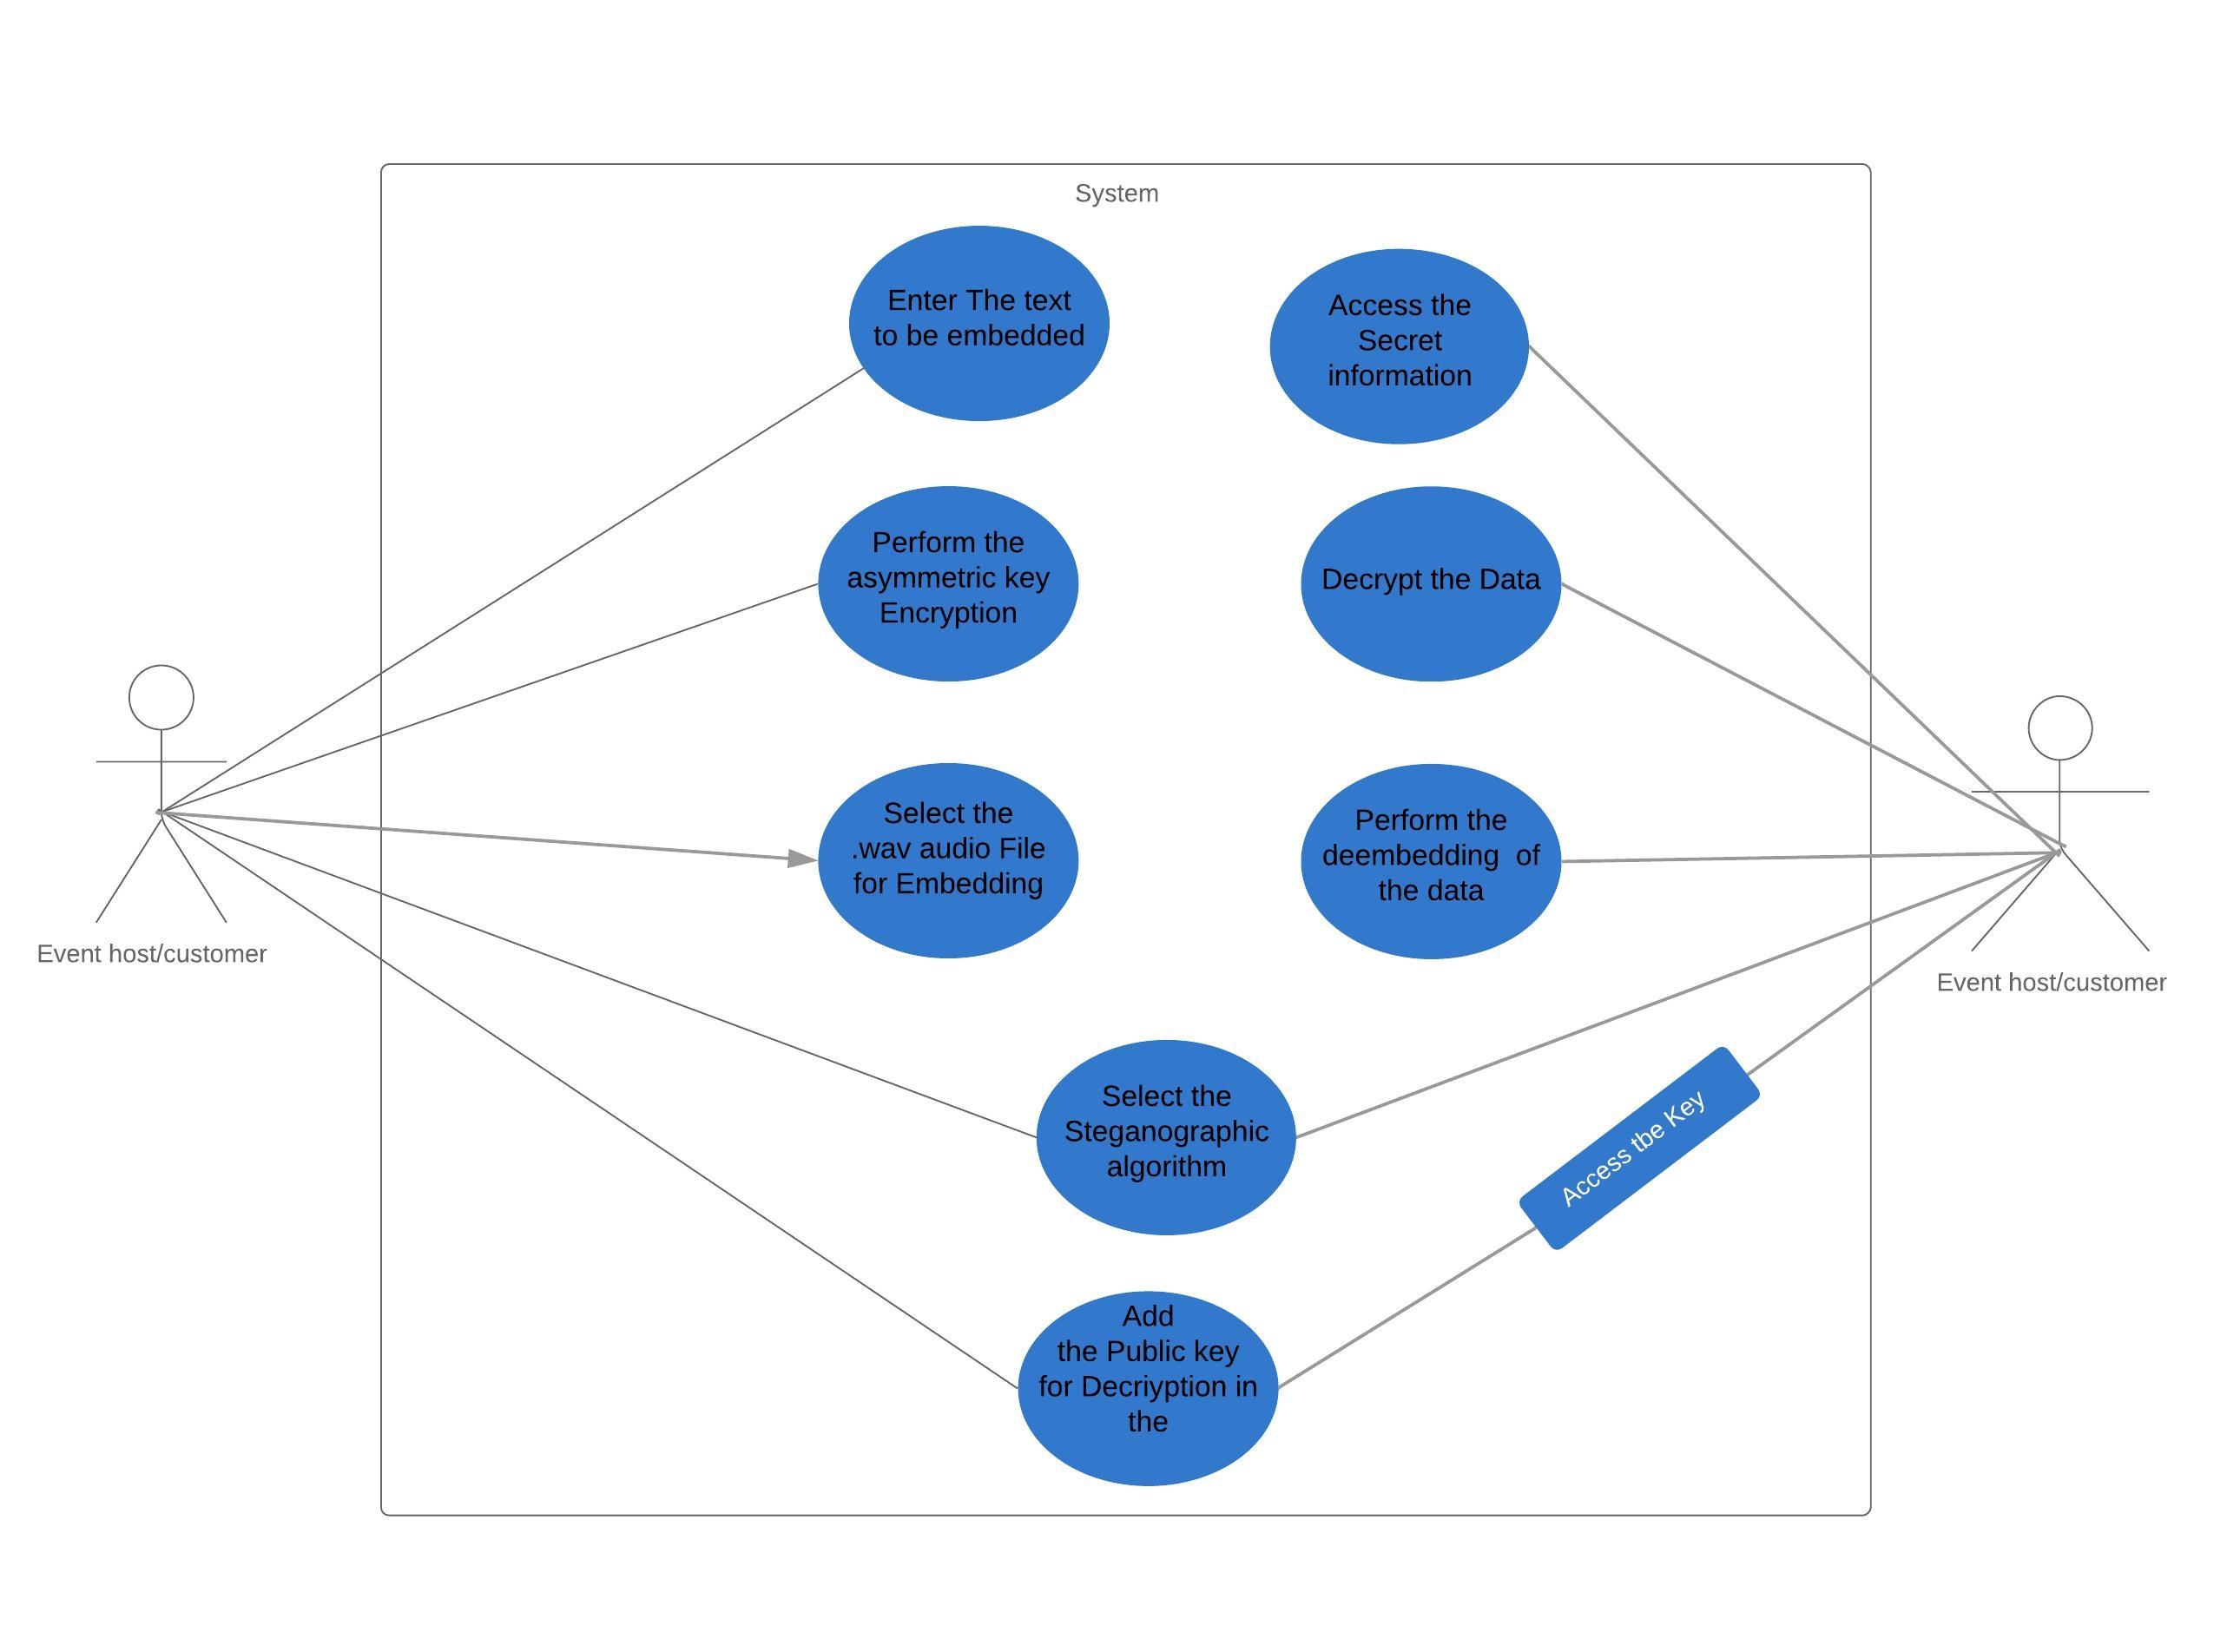 System
Enter The text
to be embedded
Access the
Secret
information
Perform the
asymmetric key
Encryption
Decrypt the Data
Select the
.wav audio File
for Embedding
Perform the
deembedding  of
the data
Event host/customer
Event host/customer
Select the
Steganographic
algorithm
Access tbe Key
Add
the Public key
for Decriyption in
the